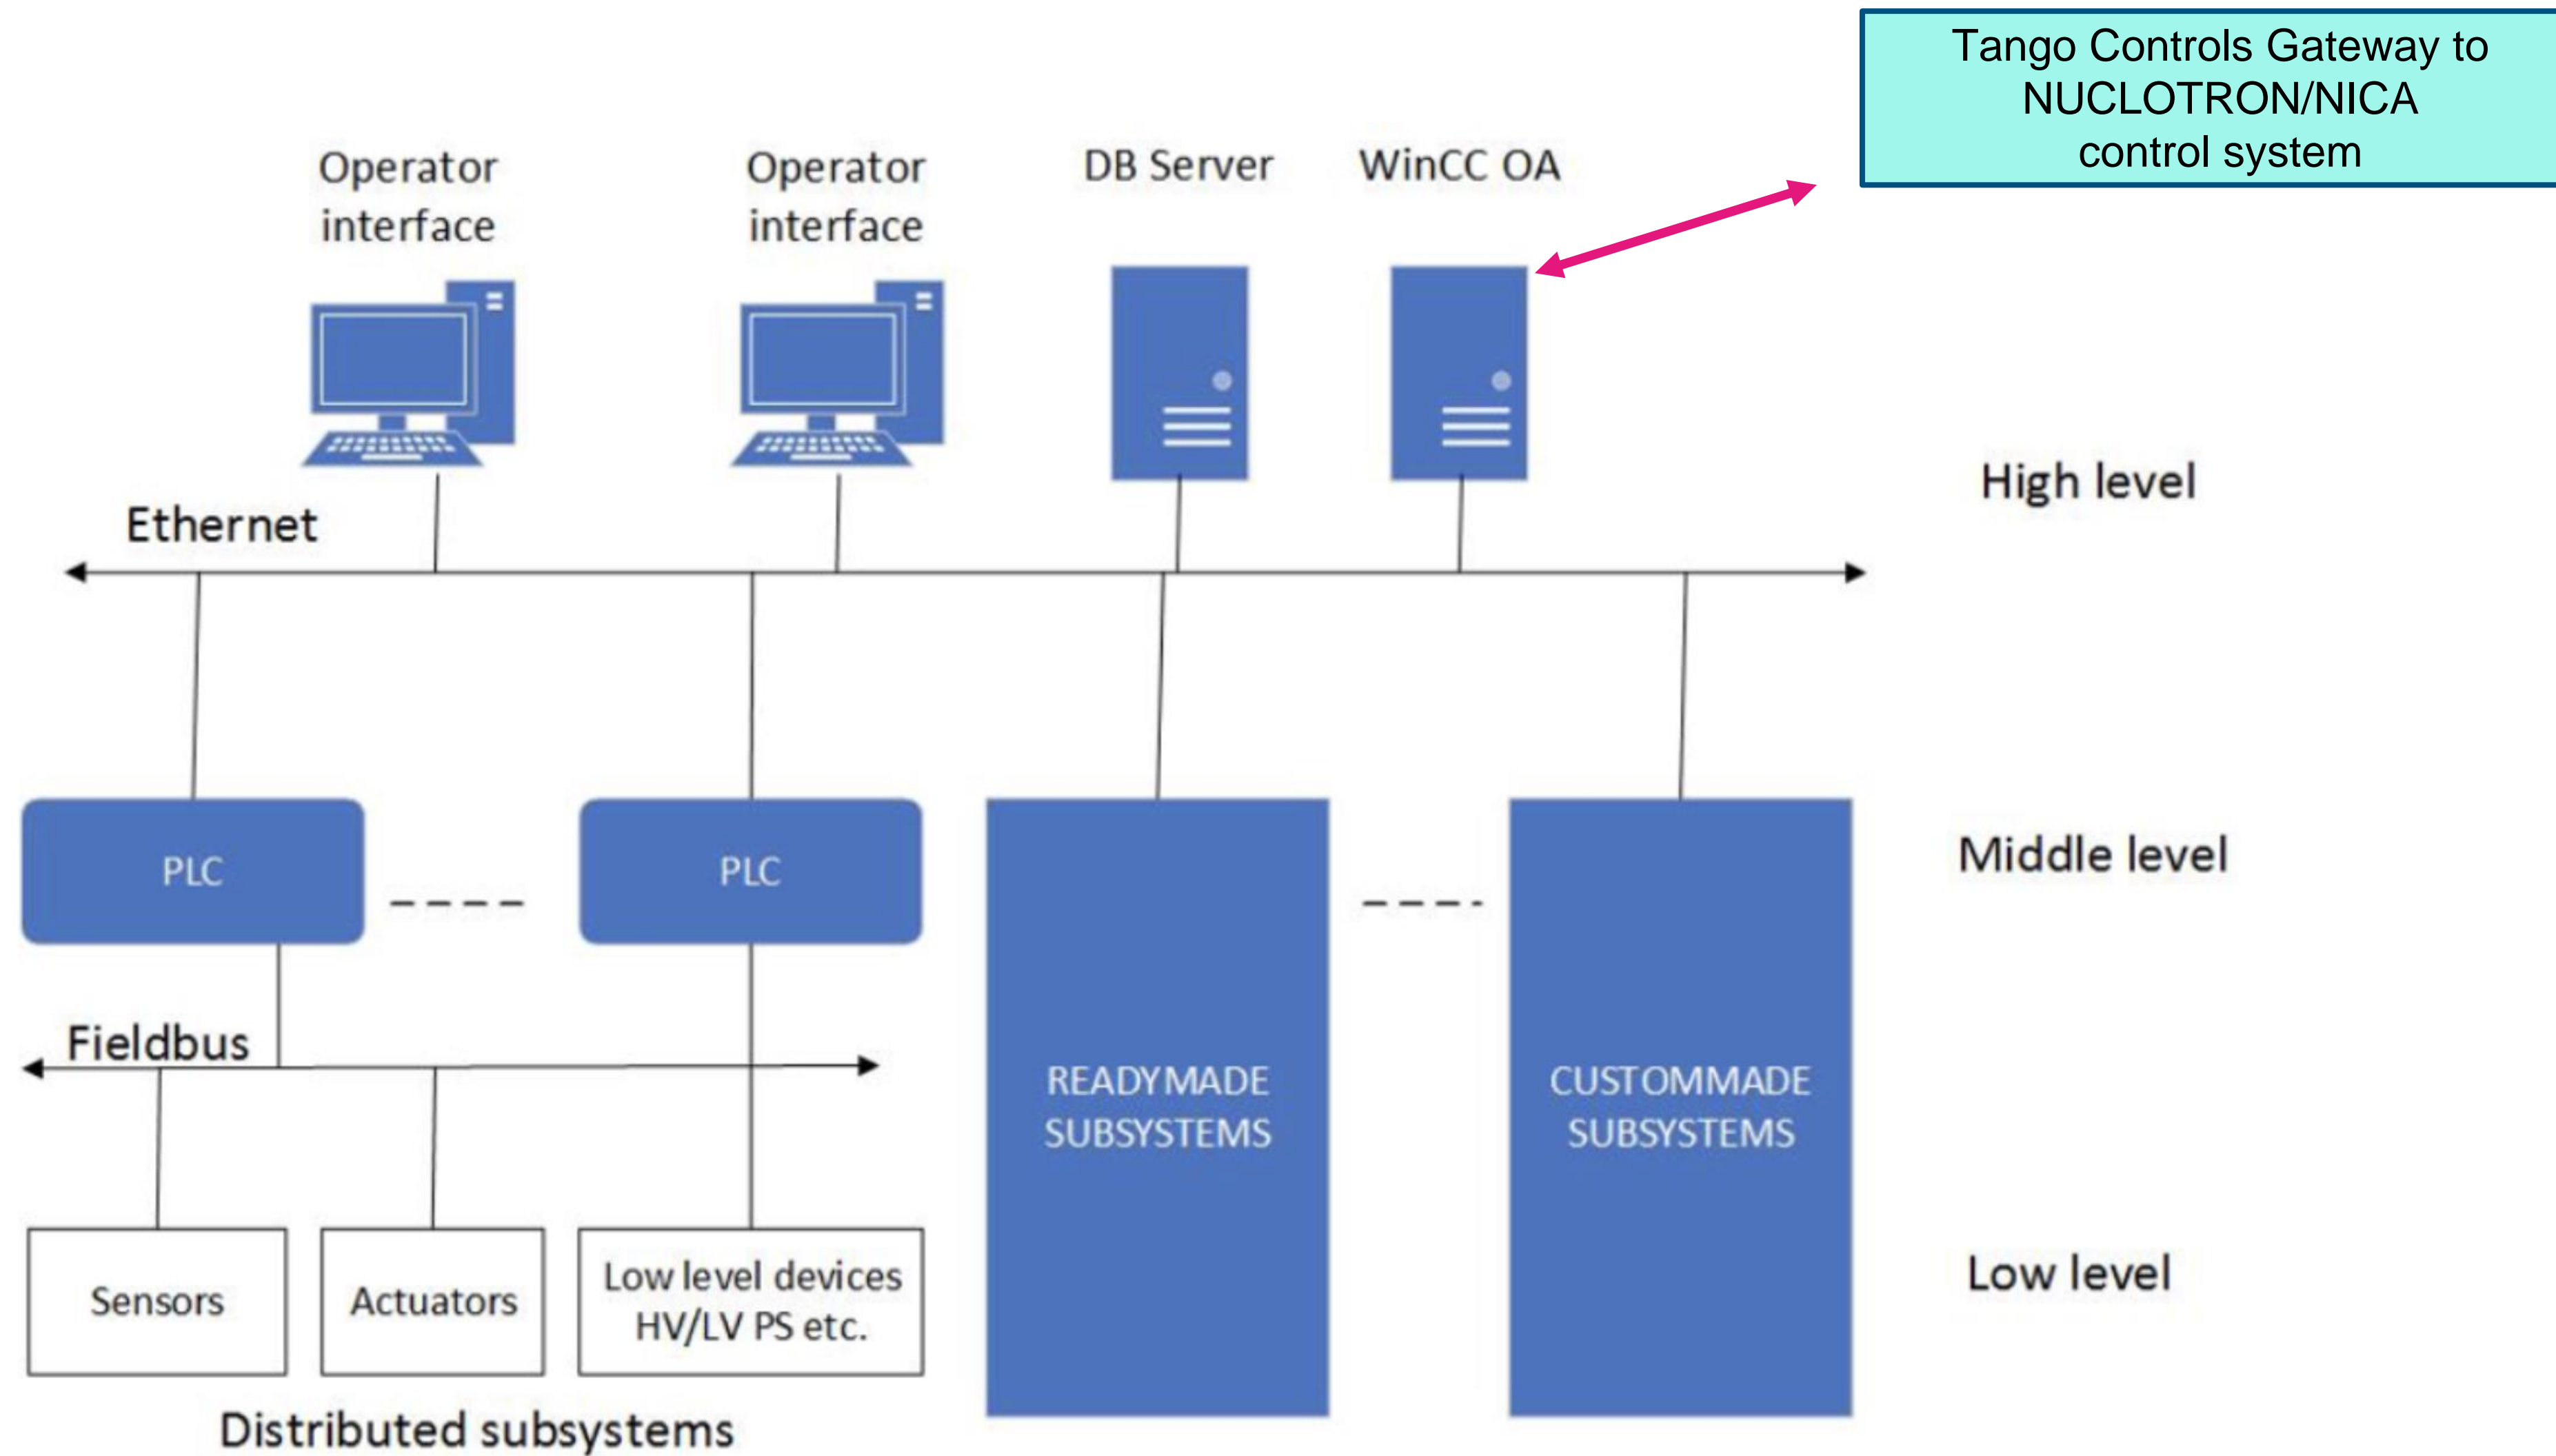 Tango Controls Gateway to
NUCLOTRON/NICA
control system
Operator
interface
Operator
interface
DB Server
WinCC OA
High level
Ethernet
PLC
PLC
Middle level
Fieldbus
READYMADE
SUBSYSTEMS
CUSTOMMADE
SUBSYSTEMS
Sensors
Actuators
Low level devices
HV/LV PS etc.
Low level
Distributed subsystems